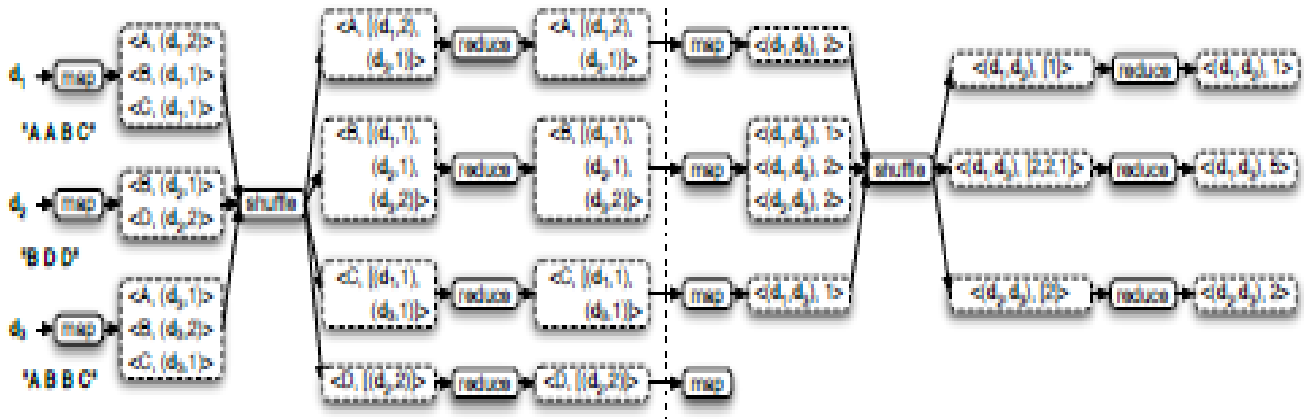 d₁
map
<A, (d₁,2)>
<B, (d₁,1)>
<C, (d₁,1)>
"A A B C"
d₂
map
<B, (d₂,1)>
<D, (d₂,2)>
"B D D"
d₃
map
<A, (d₃,1)>
<B, (d₃,2)>
<C, (d₃,1)>
"A B B C"
shuffle
<A, [(d₁,2),
(d₃,1)]>
reduce
<A, [(d₁,2),
(d₃,1)]>
map
<(d₁,d₃), 2>
<B, [(d₁,1),
(d₂,1),
(d₃,2)]>
reduce
<B, [(d₁,1),
(d₂,1),
(d₃,2)]>
map
<(d₁,d₂), 1>
<(d₁,d₃), 2>
<(d₂,d₃), 2>
<C, [(d₁,1),
(d₃,1)]>
reduce
<C, [(d₁,1),
(d₃,1)]>
map
<(d₁,d₃), 1>
<D, [(d₂,2)]>
reduce
<D, [(d₂,2)]>
map
shuffle
<(d₁,d₂), [1]>
reduce
<(d₁,d₂), 1>
<(d₁,d₃), [2,2,1]>
reduce
<(d₁,d₃), 5>
<(d₂,d₃), [2]>
reduce
<(d₂,d₃), 2>